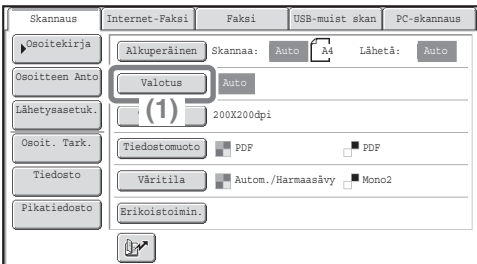 Skannaus Internet-Faksi Faksi USB-muist skan PC-skannaus
Osoitekirja
Alkuperäinen Skannaa: Auto A4 Lähetä: Auto
Osoitteen Anto
Valotus Auto
Lähetysasetuk.
(1) 200X200dpi
Osoit. Tark.
Tiedostomuoto PDF PDF
Tiedosto
Väritila Autom./Harmaasävy Mono2
Pikatiedosto
Erikoistoimin.